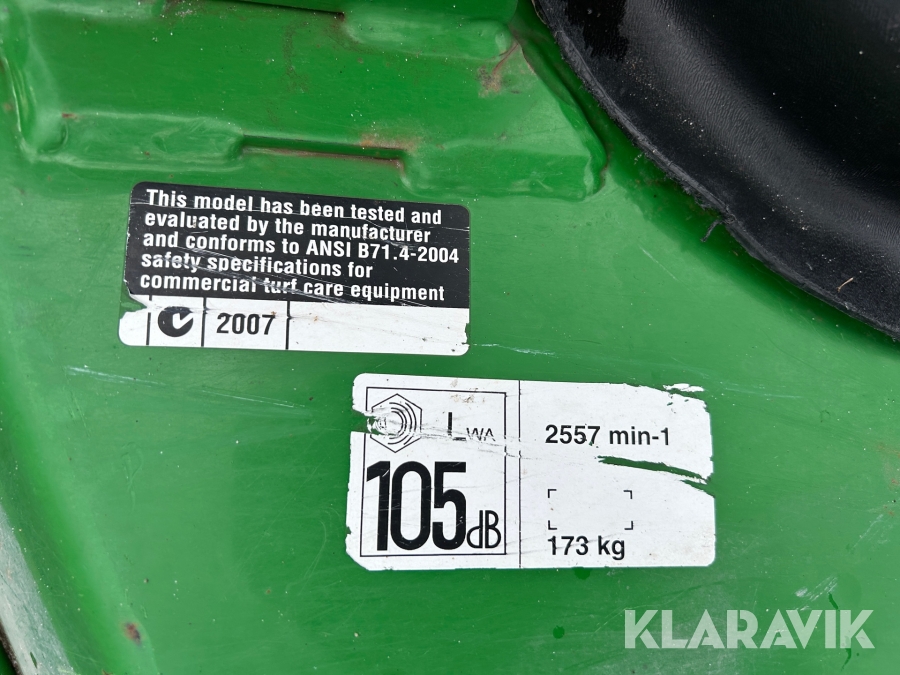 This model has been tested and
evaluated by the manufacturer
and conforms to ANSI B71.4-2004
safety specifications for
commercial turf care equipment
2007
LWA
105dB
2557 min-1
173 kg
KLARAVIK